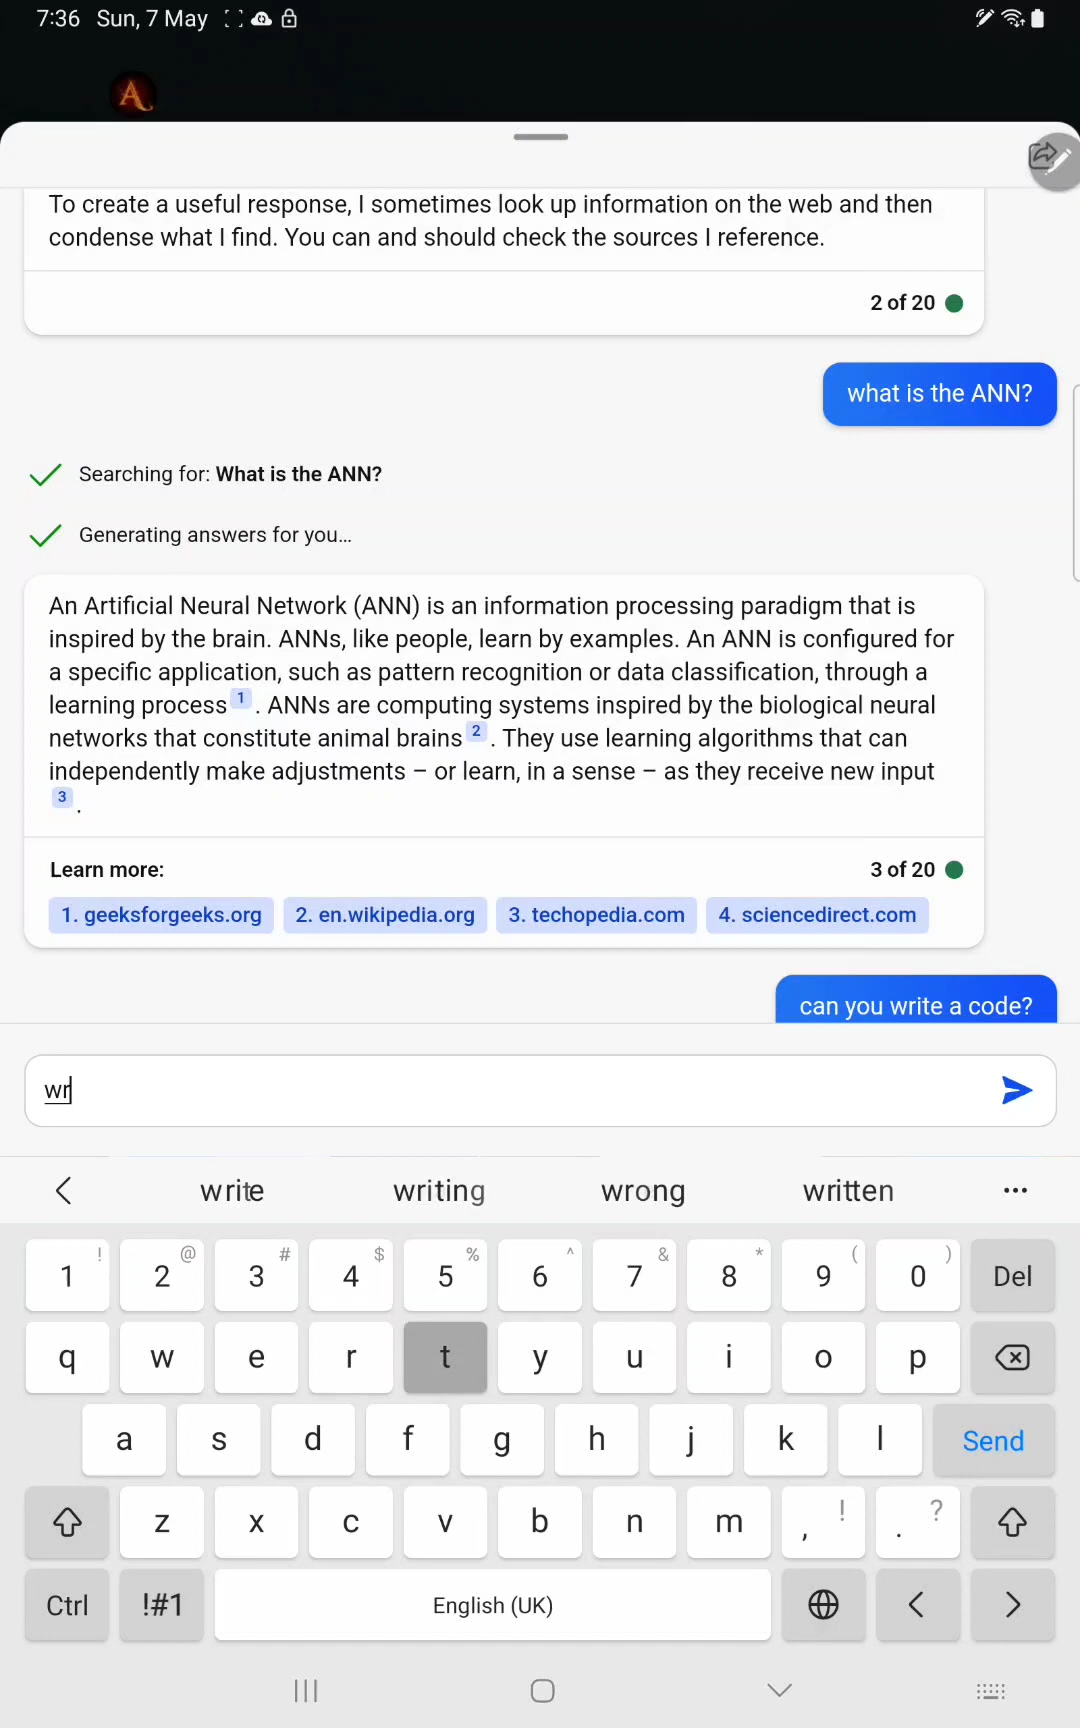 7:36 Sun, 7 May
A
To create a useful response, I sometimes look up information on the web and then
condense what I find. You can and should check the sources I reference.
2 of 20
what is the ANN?
Searching for: What is the ANN?
Generating answers for you...
An Artificial Neural Network (ANN) is an information processing paradigm that is
inspired by the brain. ANNs, like people, learn by examples. An ANN is configured for
a specific application, such as pattern recognition or data classification, through a
learning process 1. ANNs are computing systems inspired by the biological neural
networks that constitute animal brains 2. They use learning algorithms that can
independently make adjustments – or learn, in a sense – as they receive new input
3.
Learn more:
3 of 20
1. geeksforgeeks.org 2. en.wikipedia.org 3. techopedia.com 4. sciencedirect.com
can you write a code?
wr
write writing wrong written ...
! @ # $ % ^ & * ( )
1 2 3 4 5 6 7 8 9 0 Del
q w e r t y u i o p
a s d f g h j k l Send
z x c v b n m , ! . ?
Ctrl !#1 English (UK) < >